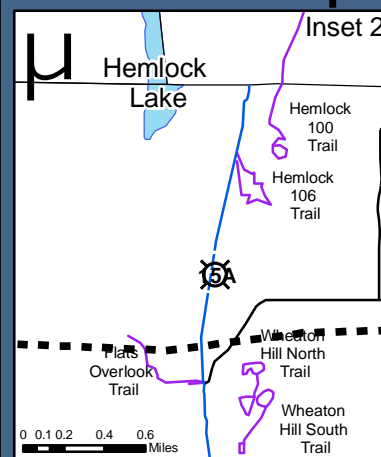 Inset 2
µ
Hemlock
Lake
Hemlock
100
Trail
Hemlock
106
Trail
15A
Flats
Overlook
Trail
Wheaton
Hill North
Trail
Wheaton
Hill South
Trail
0 0.1 0.2 0.4 0.6
Miles